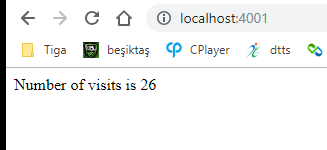 localhost:4001
Tiga beşiktaş CPlayer dtts
Number of visits is 26